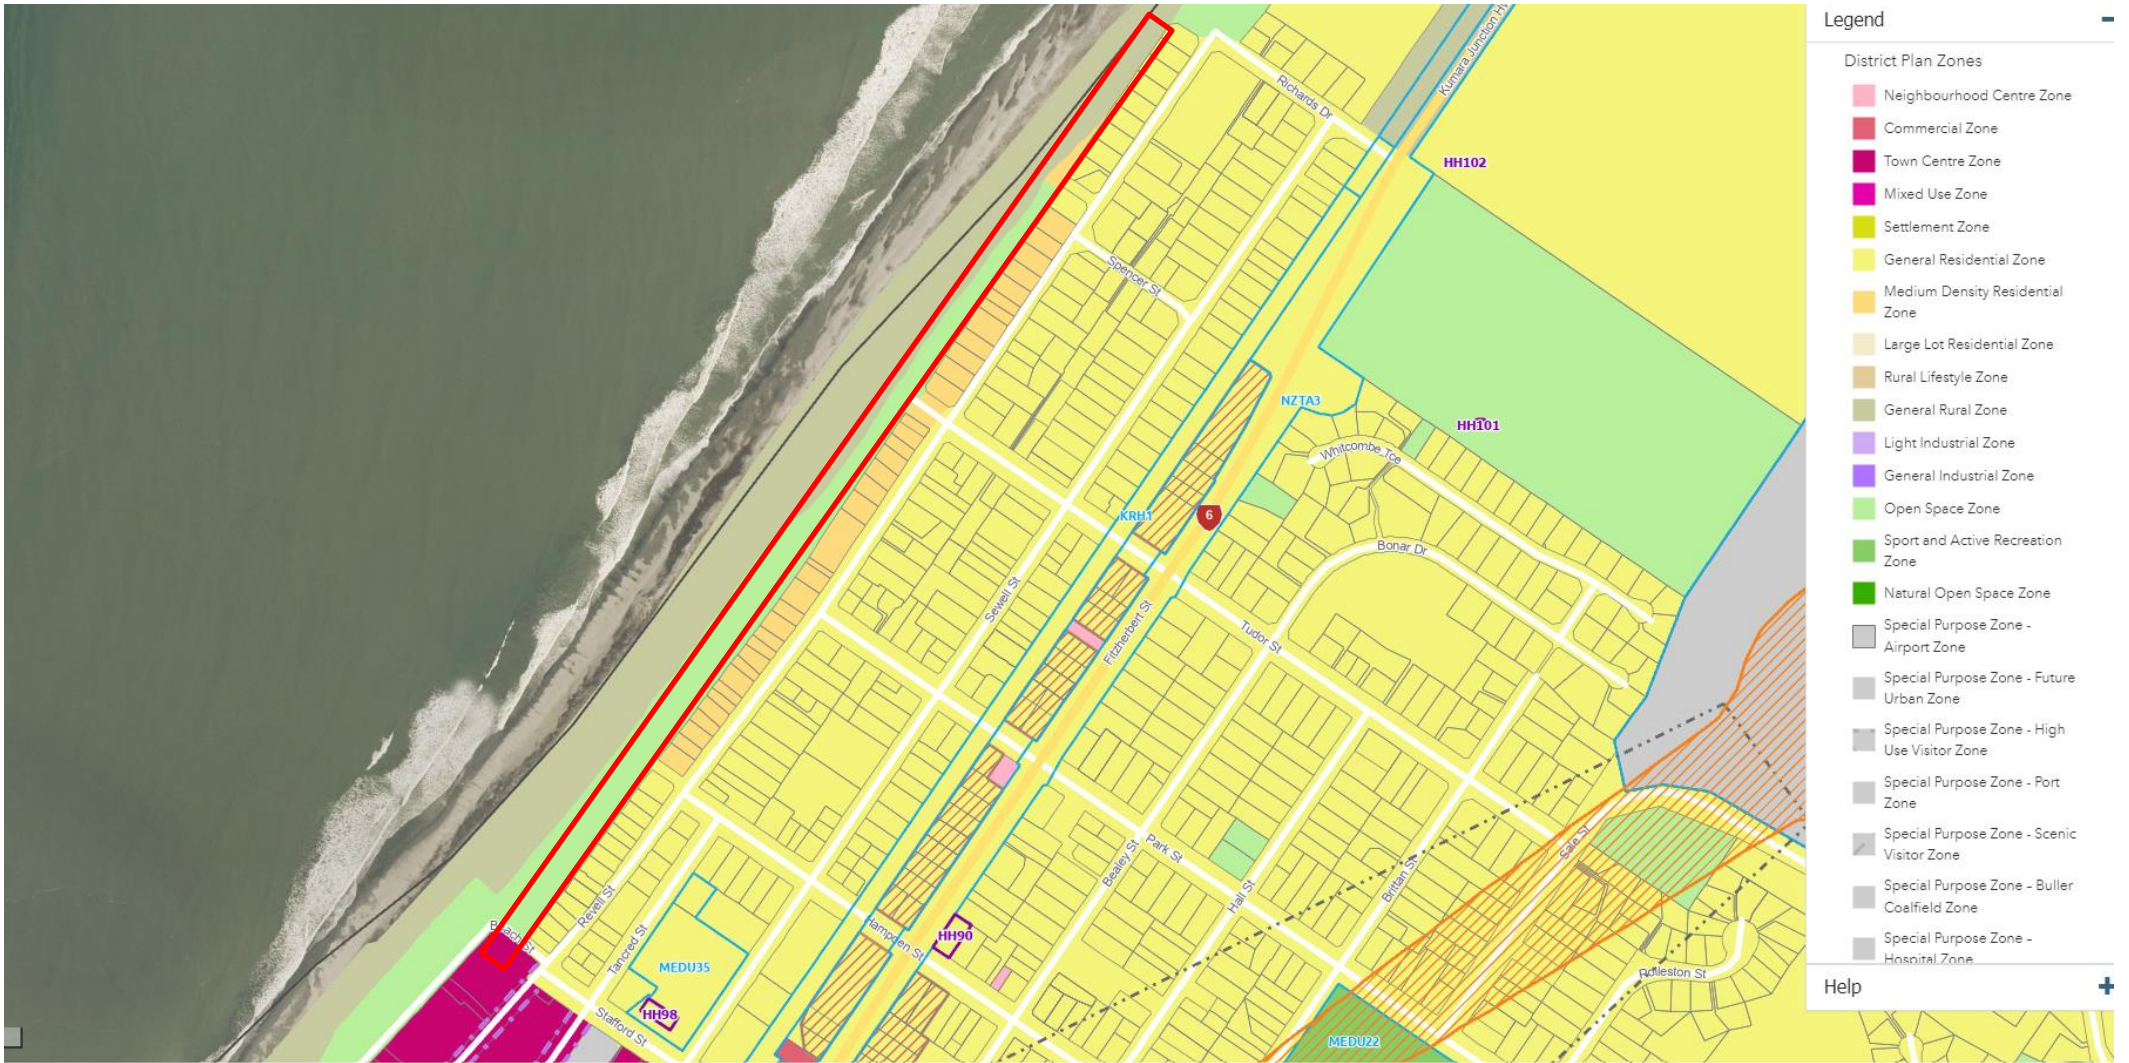 Legend
District Plan Zones
Neighbourhood Centre Zone
Commercial Zone
Town Centre Zone
Mixed Use Zone
Settlement Zone
General Residential Zone
Medium Density Residential
Zone
Large Lot Residential Zone
Rural Lifestyle Zone
General Rural Zone
Light Industrial Zone
General Industrial Zone
Open Space Zone
Sport and Active Recreation
Zone
Natural Open Space Zone
Special Purpose Zone -
Airport Zone
Special Purpose Zone - Future
Urban Zone
Special Purpose Zone - High
Use Visitor Zone
Special Purpose Zone - Port
Zone
Special Purpose Zone - Scenic
Visitor Zone
Special Purpose Zone - Buller
Coalfield Zone
Special Purpose Zone -
Hospital Zone
Help
Kumara Junction
Richards Dr
HH102
Spencer St
NZTA3
HH101
Whitcombe Tce
KRH1
6
Bonar Dr
Sewell St
Fitzherbert St
Tudor St
Park St
Bealey St
Hall St
Brittan St
Sale St
Revell St
Beach St
Tancred St
Hampden St
HH90
MEDU35
HH98
Stafford St
Rolleston St
MEDU22